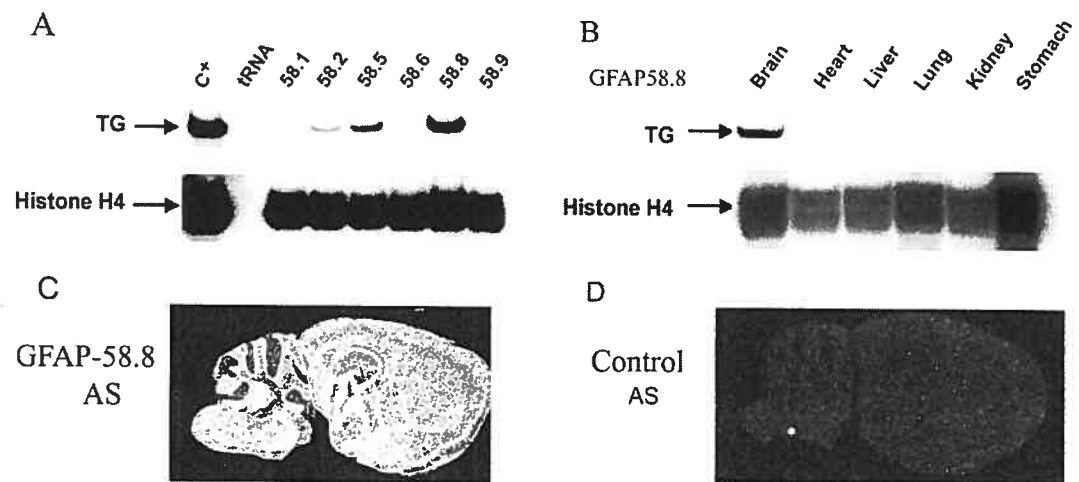 A
C+ tRNA 58.1 58.2 58.5 58.6 58.8 58.9
TG
Histone H4
B
GFAP58.8
Brain Heart Liver Lung Kidney Stomach
TG
Histone H4
C
GFAP-58.8
AS
D
Control
AS